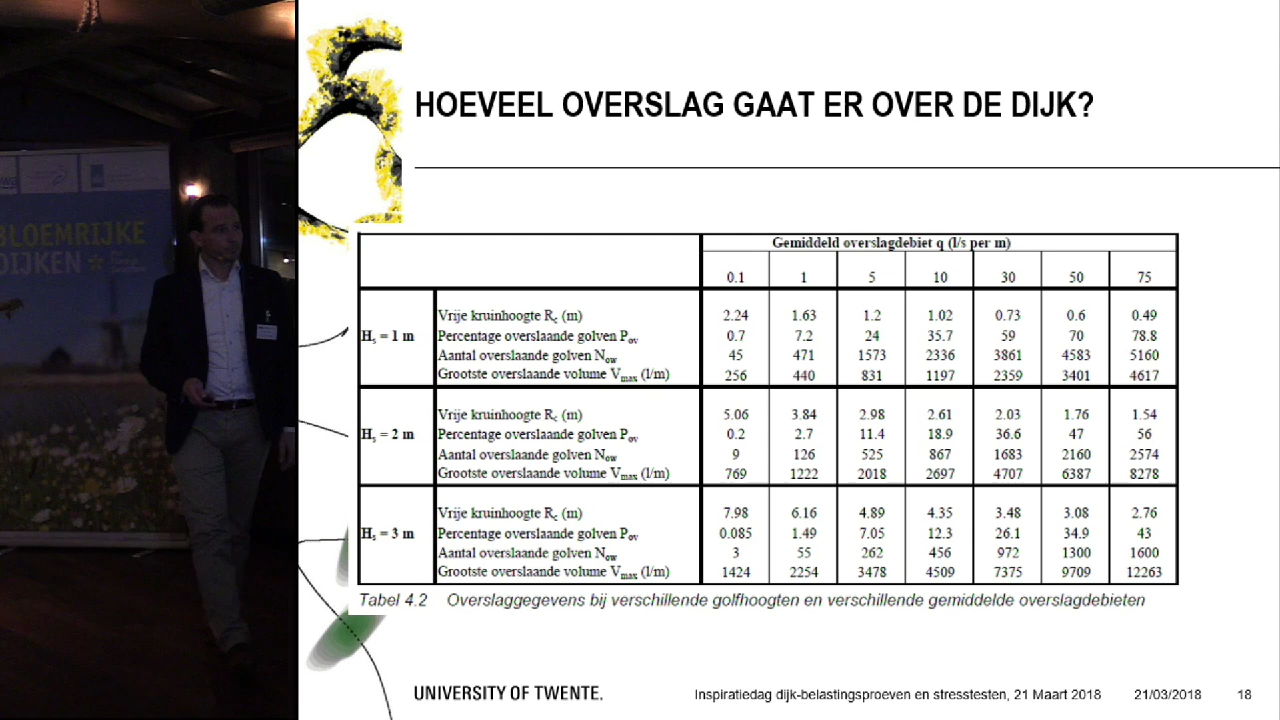 BLOEMRIJKE
DIJKEN
HOEVEEL OVERSLAG GAAT ER OVER DE DIJK?
Gemiddeld overslagdebiet q (l/s per m)
0.1 1 5 10 30 50 75
Vrije kruinhoogte Rc (m) 2.24 1.63 1.2 1.02 0.73 0.6 0.49
Hs = 1 m Percentage overslaande golven Pov 0.7 7.2 24 35.7 59 70 78.8
Aantal overslaande golven Now 45 471 1573 2336 3861 4583 5160
Grootste overslaande volume Vmax (l/m) 256 440 831 1197 2359 3401 4617
Vrije kruinhoogte Rc (m) 5.06 3.84 2.98 2.61 2.03 1.76 1.54
Hs = 2 m Percentage overslaande golven Pov 0.2 2.7 11.4 18.9 36.6 47 56
Aantal overslaande golven Now 9 126 525 867 1683 2160 2574
Grootste overslaande volume Vmax (l/m) 769 1222 2018 2697 4707 6387 8278
Vrije kruinhoogte Rc (m) 7.98 6.16 4.89 4.35 3.48 3.08 2.76
Hs = 3 m Percentage overslaande golven Pov 0.085 1.49 7.05 12.3 26.1 34.9 43
Aantal overslaande golven Now 3 55 262 456 972 1300 1600
Grootste overslaande volume Vmax (l/m) 1424 2254 3478 4509 7375 9709 12263
Tabel 4.2 Overslaggegevens bij verschillende golfhoogten en verschillende gemiddelde overslagdebieten
UNIVERSITY OF TWENTE. Inspiratiedag dijk-belastingsproeven en stresstesten, 21 Maart 2018 21/03/2018 18